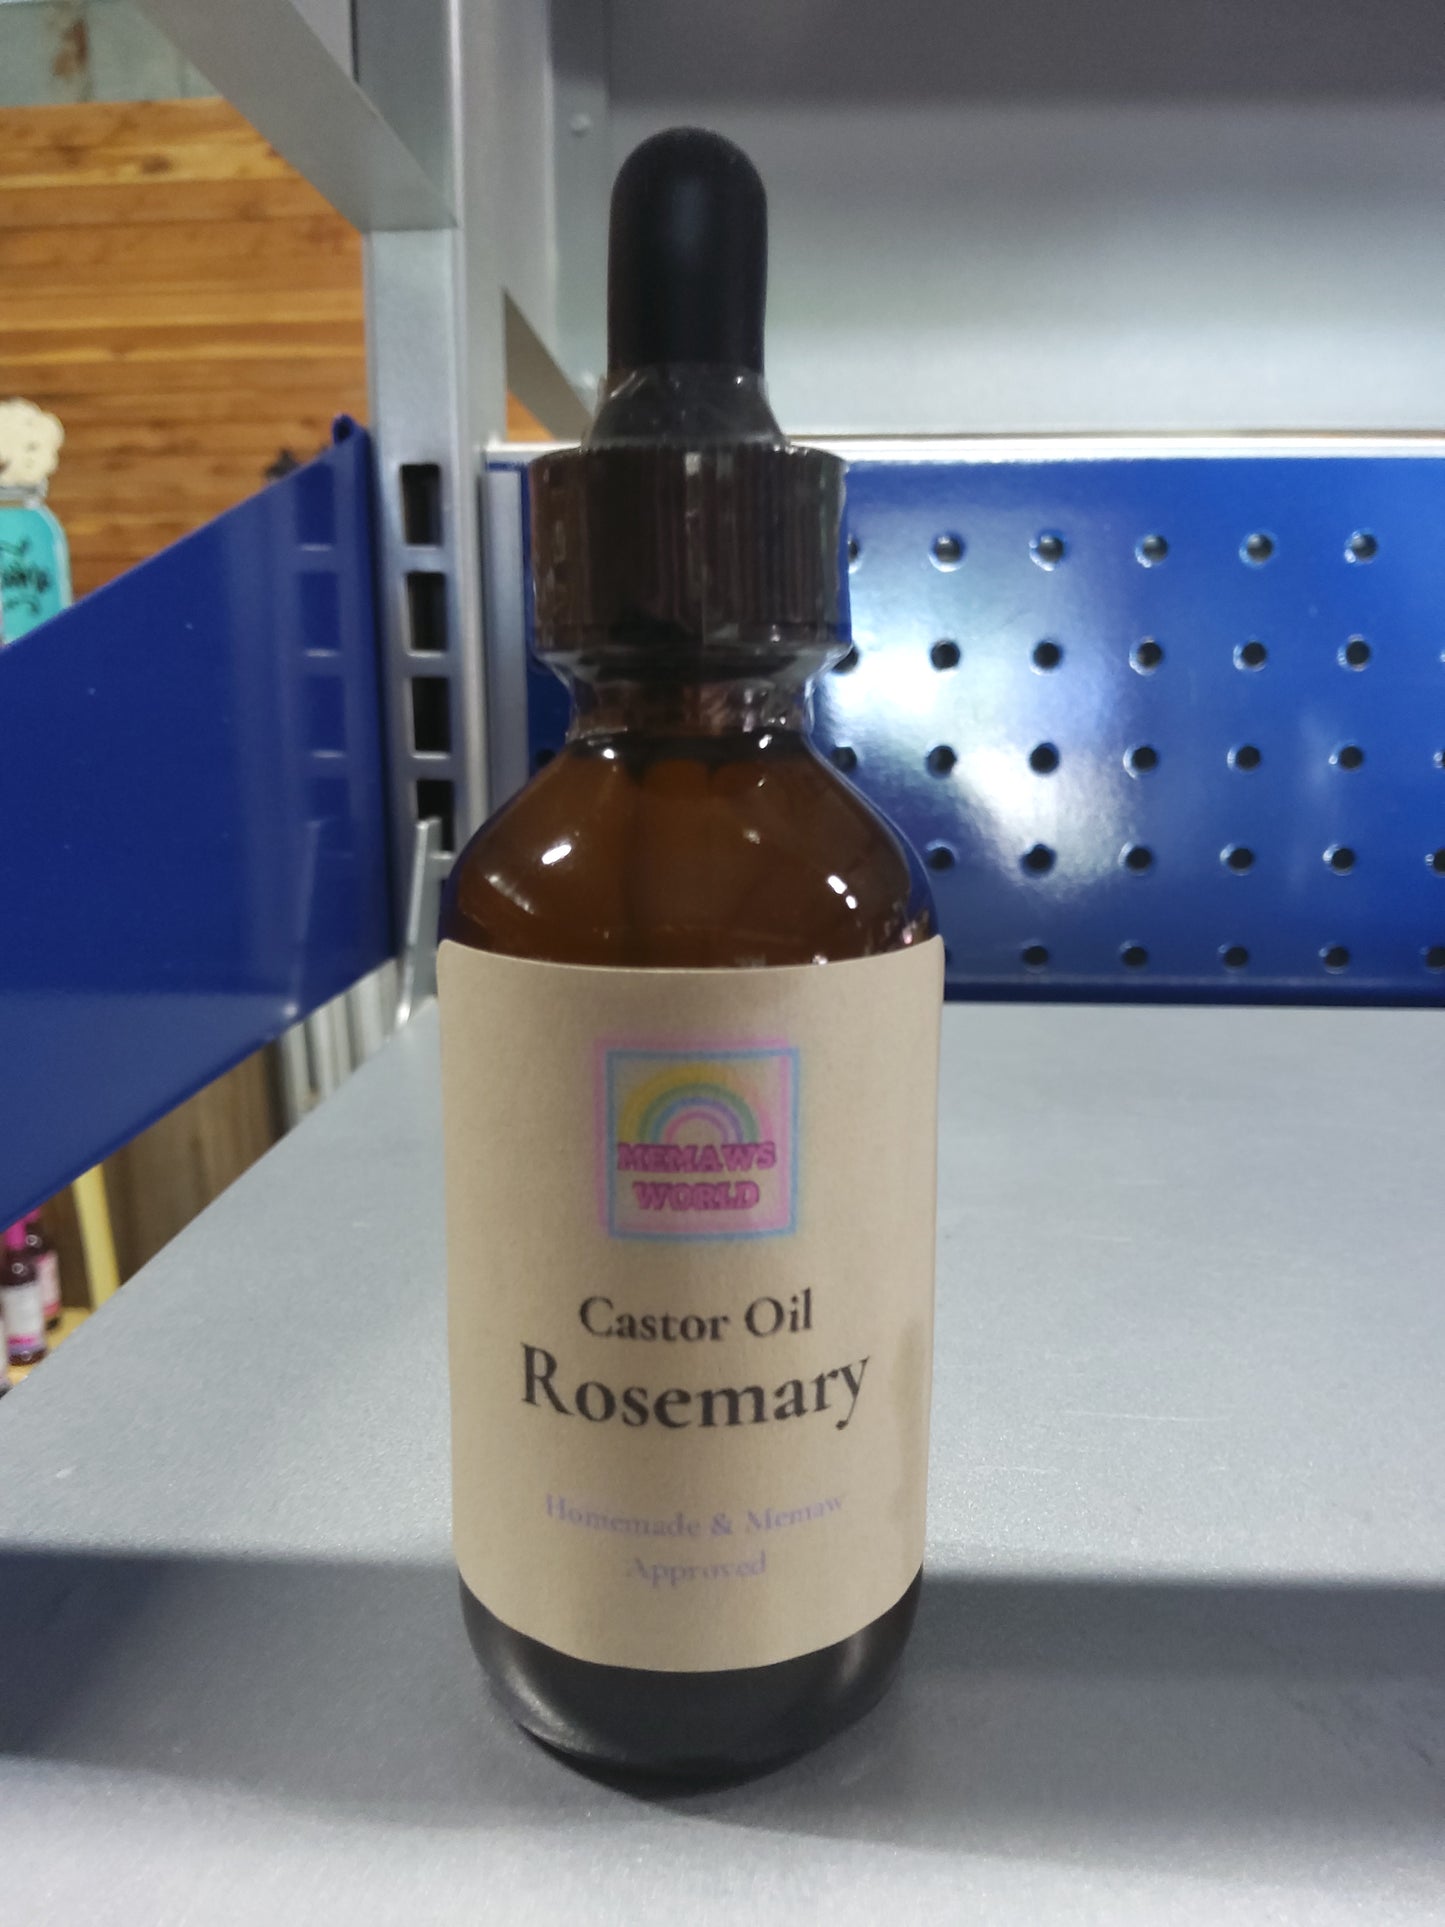 MEMAWS
WORLD
Castor Oil
Rosemary
Homemade & Memaw
Approved